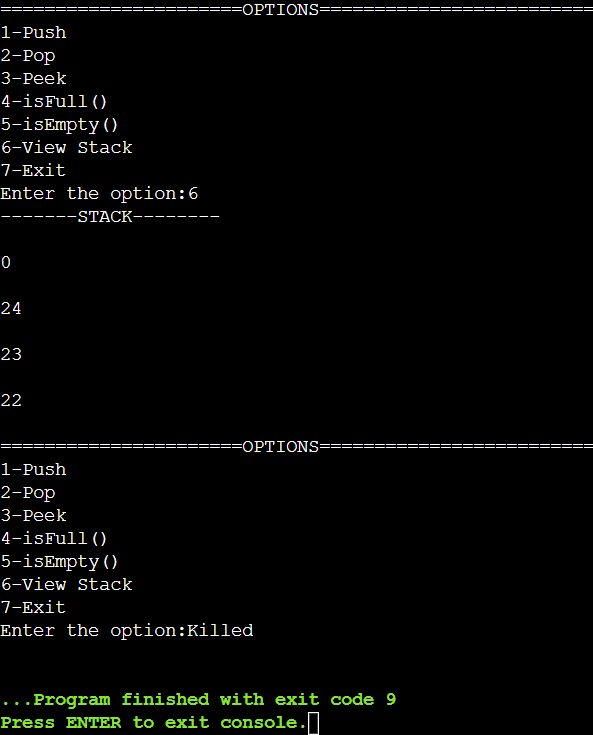 ======================OPTIONS=========================
1-Push
2-Pop
3-Peek
4-isFull()
5-isEmpty()
6-View Stack
7-Exit
Enter the option:6
-------STACK--------
0
24
23
22
======================OPTIONS=========================
1-Push
2-Pop
3-Peek
4-isFull()
5-isEmpty()
6-View Stack
7-Exit
Enter the option:Killed
...Program finished with exit code 9
Press ENTER to exit console.